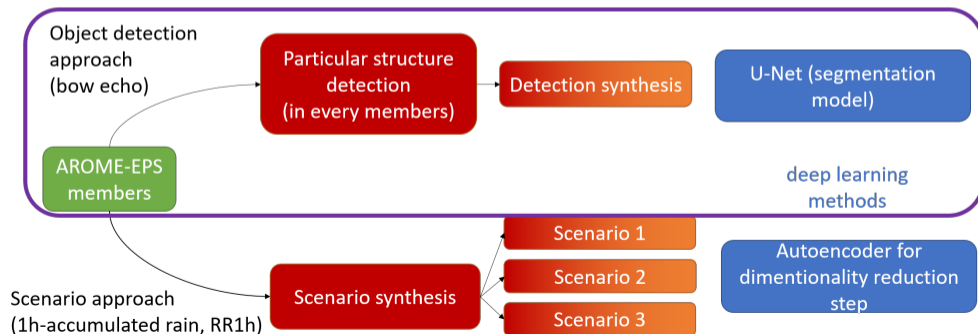 Object detection
approach
(bow echo)
Particular structure
detection
(in every members)
Detection synthesis
U-Net (segmentation
model)
AROME-EPS
members
deep learning
methods
Scenario 1
Scenario 2
Scenario 3
Scenario synthesis
Autoencoder for
dimentionality reduction
step
Scenario approach
(1h-accumulated rain, RR1h)